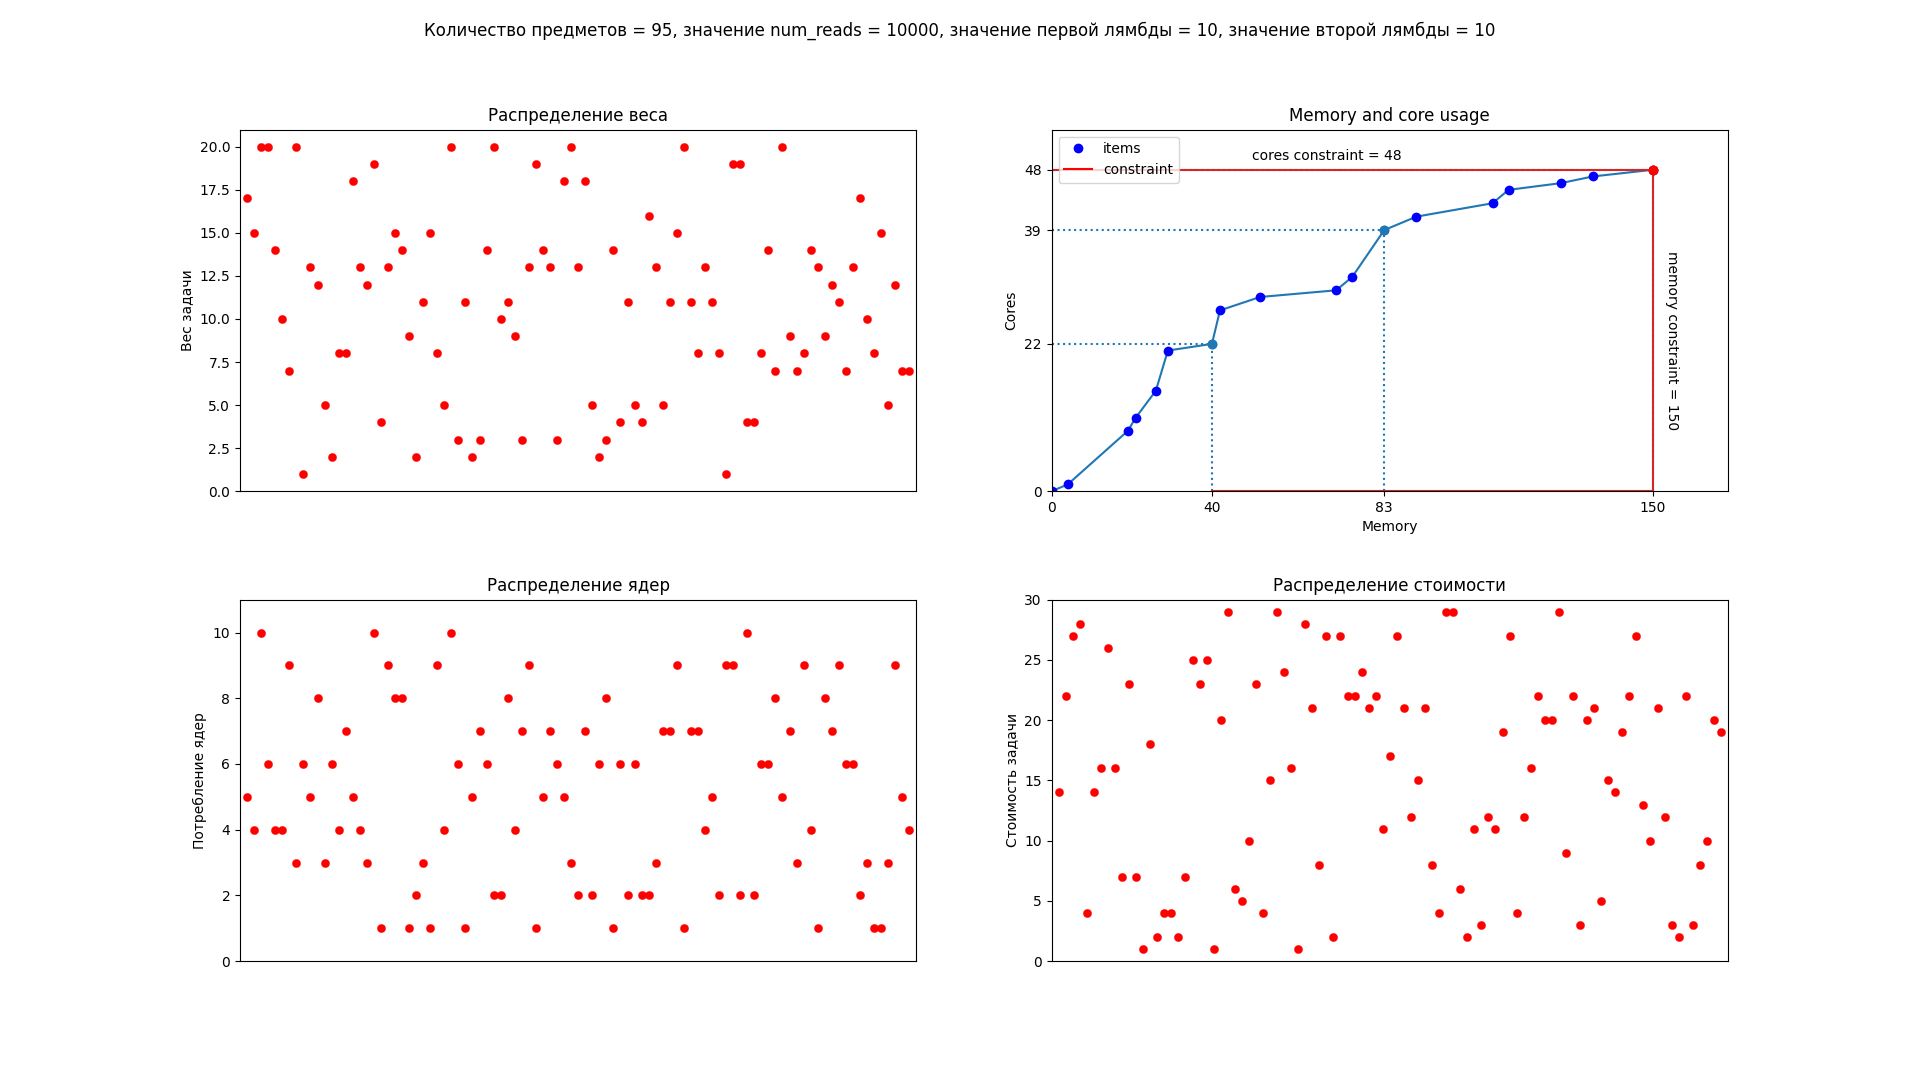 Количество предметов = 95, значение num_reads = 10000, значение первой лямбды = 10, значение второй лямбды = 10
Распределение веса
Вес задачи
20.0
17.5
15.0
12.5
10.0
7.5
5.0
2.5
0.0
Memory and core usage
items
constraint
cores constraint = 48
memory constraint = 150
Cores
48
39
22
0
0 40 83 150
Memory
Распределение ядер
Потребление ядер
10
8
6
4
2
0
Распределение стоимости
Стоимость задачи
30
25
20
15
10
5
0